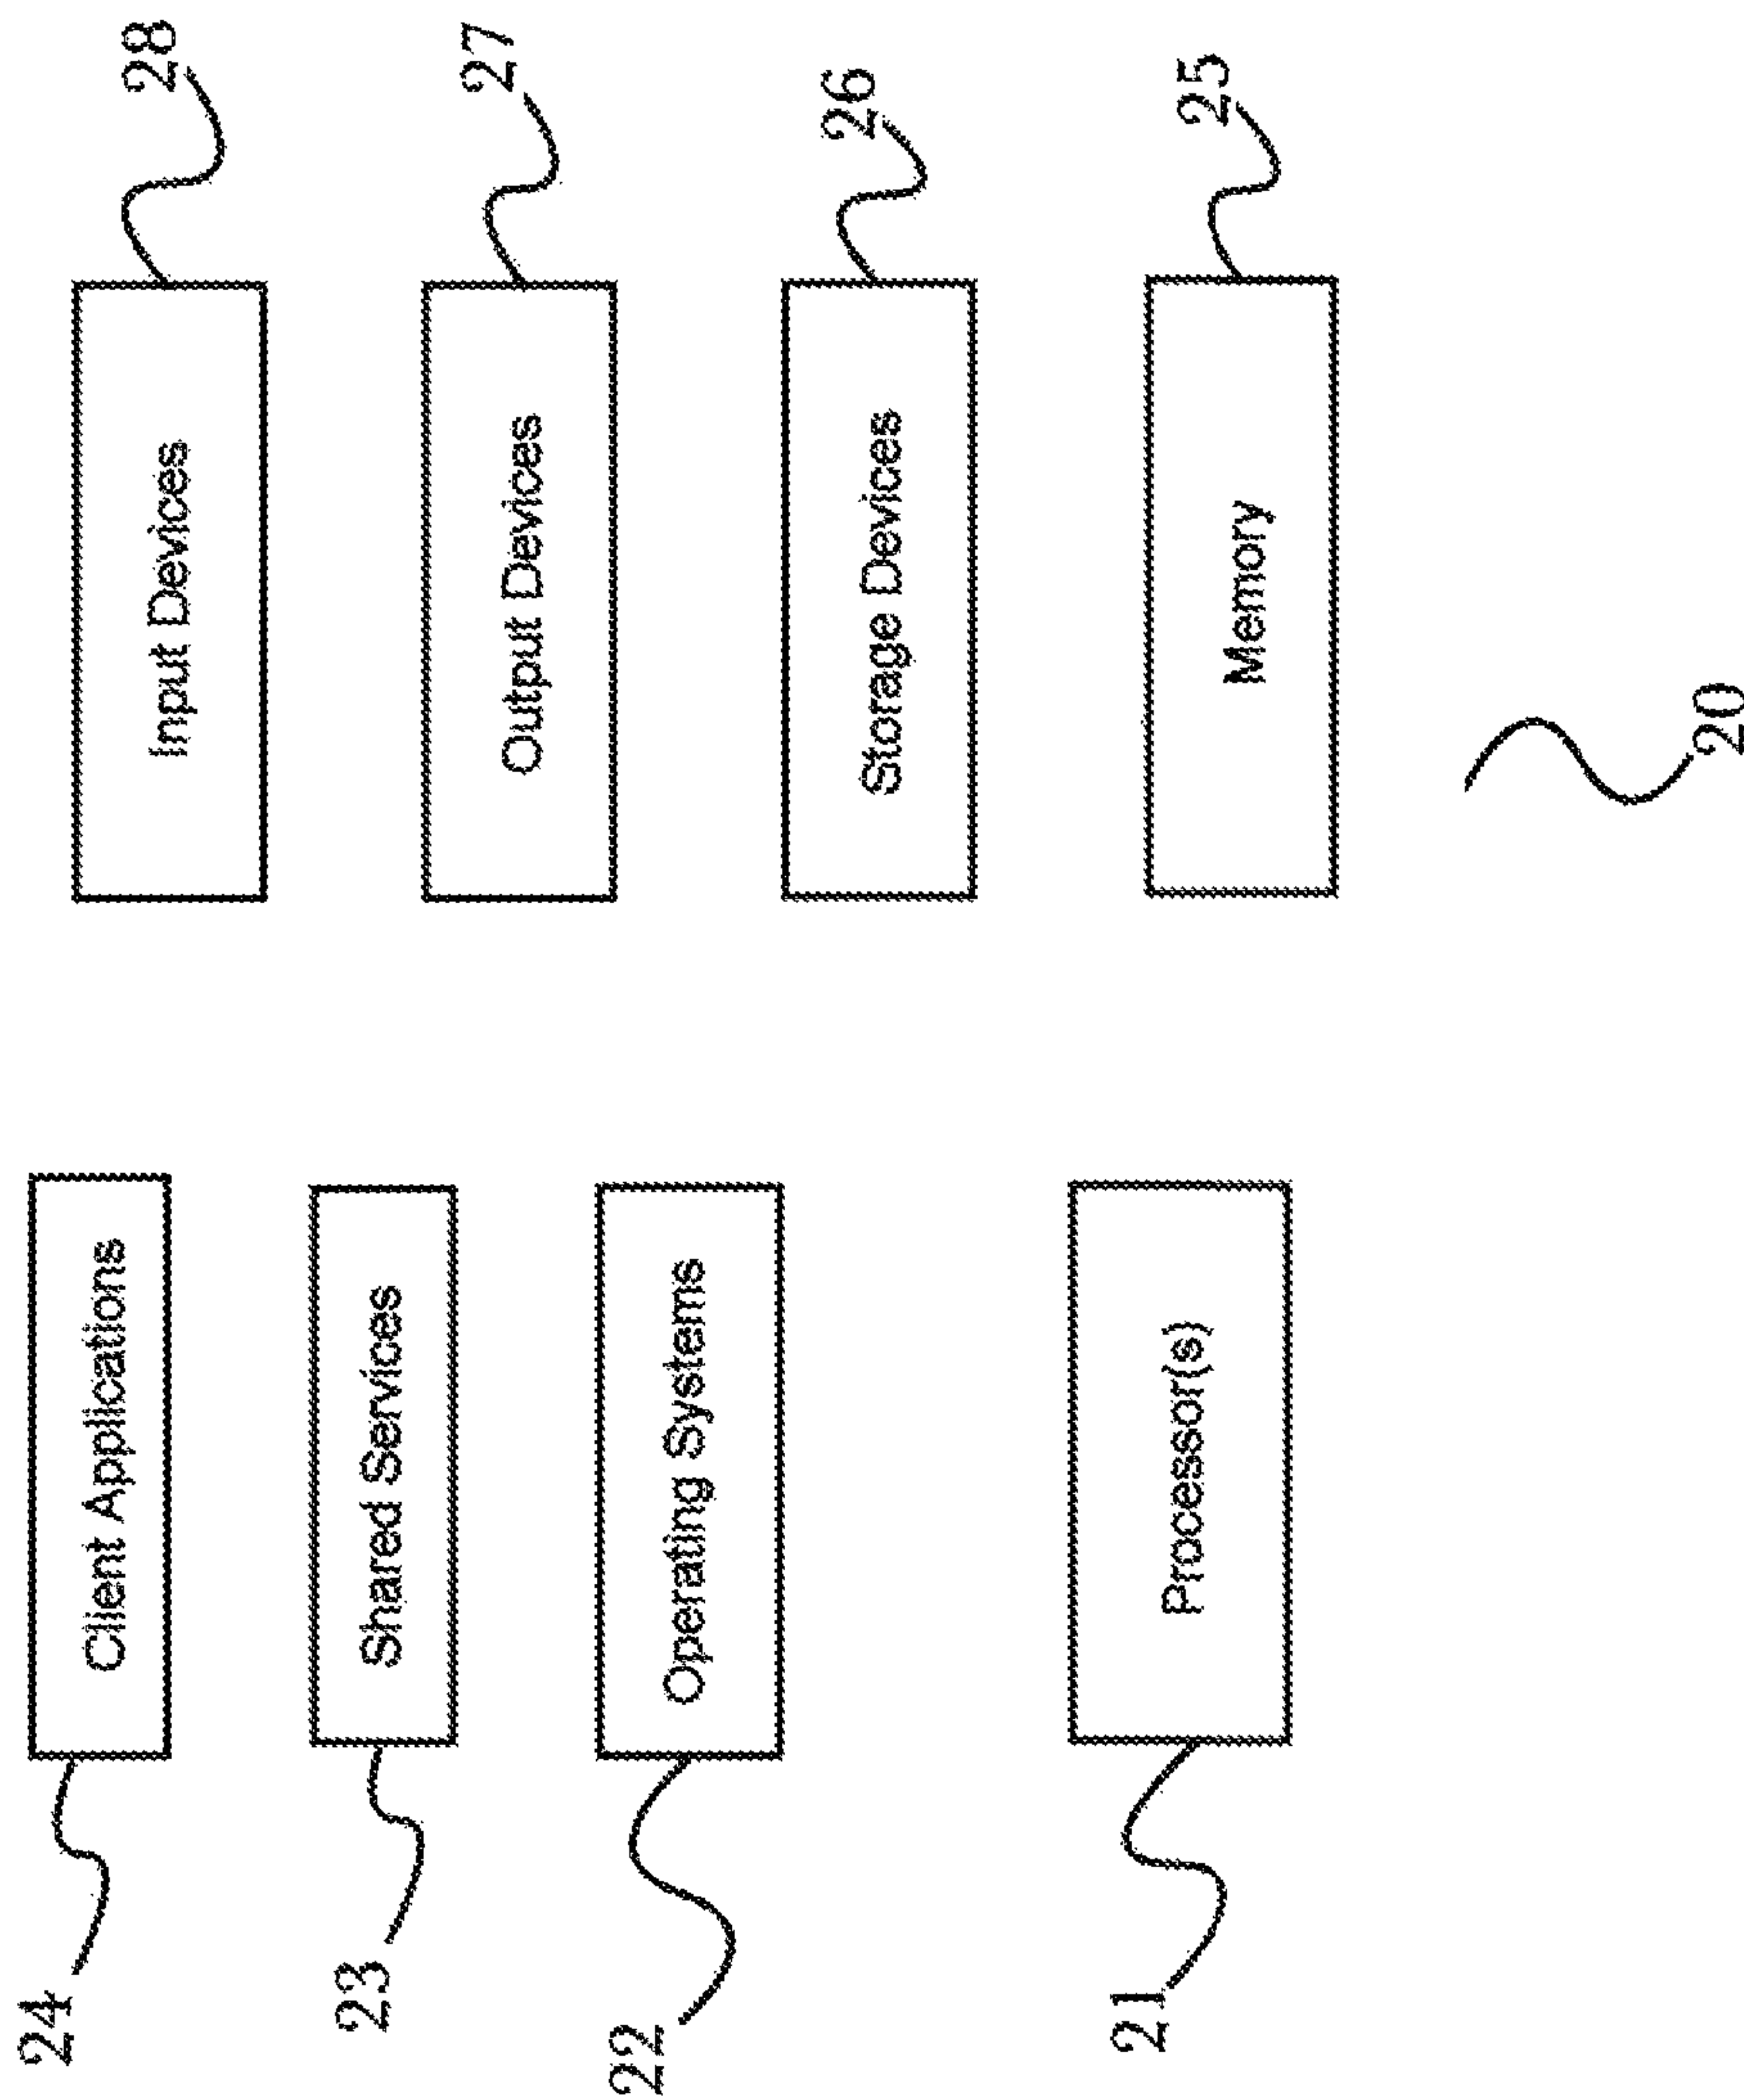 24
Client Applications
Input Devices
28
23
Shared Services
Output Devices
27
22
Operating Systems
Storage Devices
26
21
Processor(s)
Memory
25
20